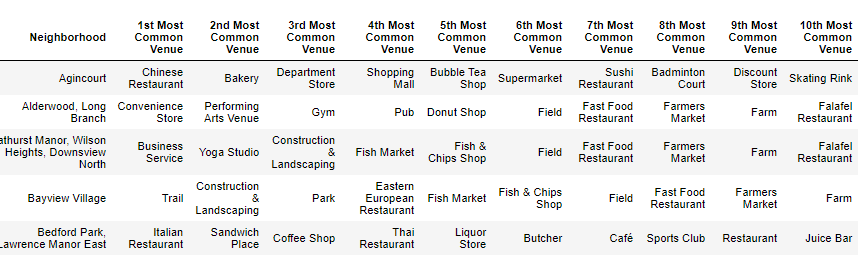 Neighborhood 1st Most Common Venue 2nd Most Common Venue 3rd Most Common Venue 4th Most Common Venue 5th Most Common Venue 6th Most Common Venue 7th Most Common Venue 8th Most Common Venue 9th Most Common Venue 10th Most Common Venue
Agincourt Chinese Restaurant Bakery Department Store Shopping Mall Bubble Tea Shop Supermarket Sushi Restaurant Badminton Court Discount Store Skating Rink
Alderwood, Long Branch Convenience Store Performing Arts Venue Gym Pub Donut Shop Field Fast Food Restaurant Farmers Market Farm Falafel Restaurant
athurst Manor, Wilson Heights, Downsview North Business Service Yoga Studio Construction & Landscaping Fish Market Fish & Chips Shop Field Fast Food Restaurant Farmers Market Farm Falafel Restaurant
Bayview Village Trail Construction & Landscaping Park Eastern European Restaurant Fish Market Fish & Chips Shop Field Fast Food Restaurant Farmers Market Farm
Bedford Park, Lawrence Manor East Italian Restaurant Sandwich Place Coffee Shop Thai Restaurant Liquor Store Butcher Café Sports Club Restaurant Juice Bar